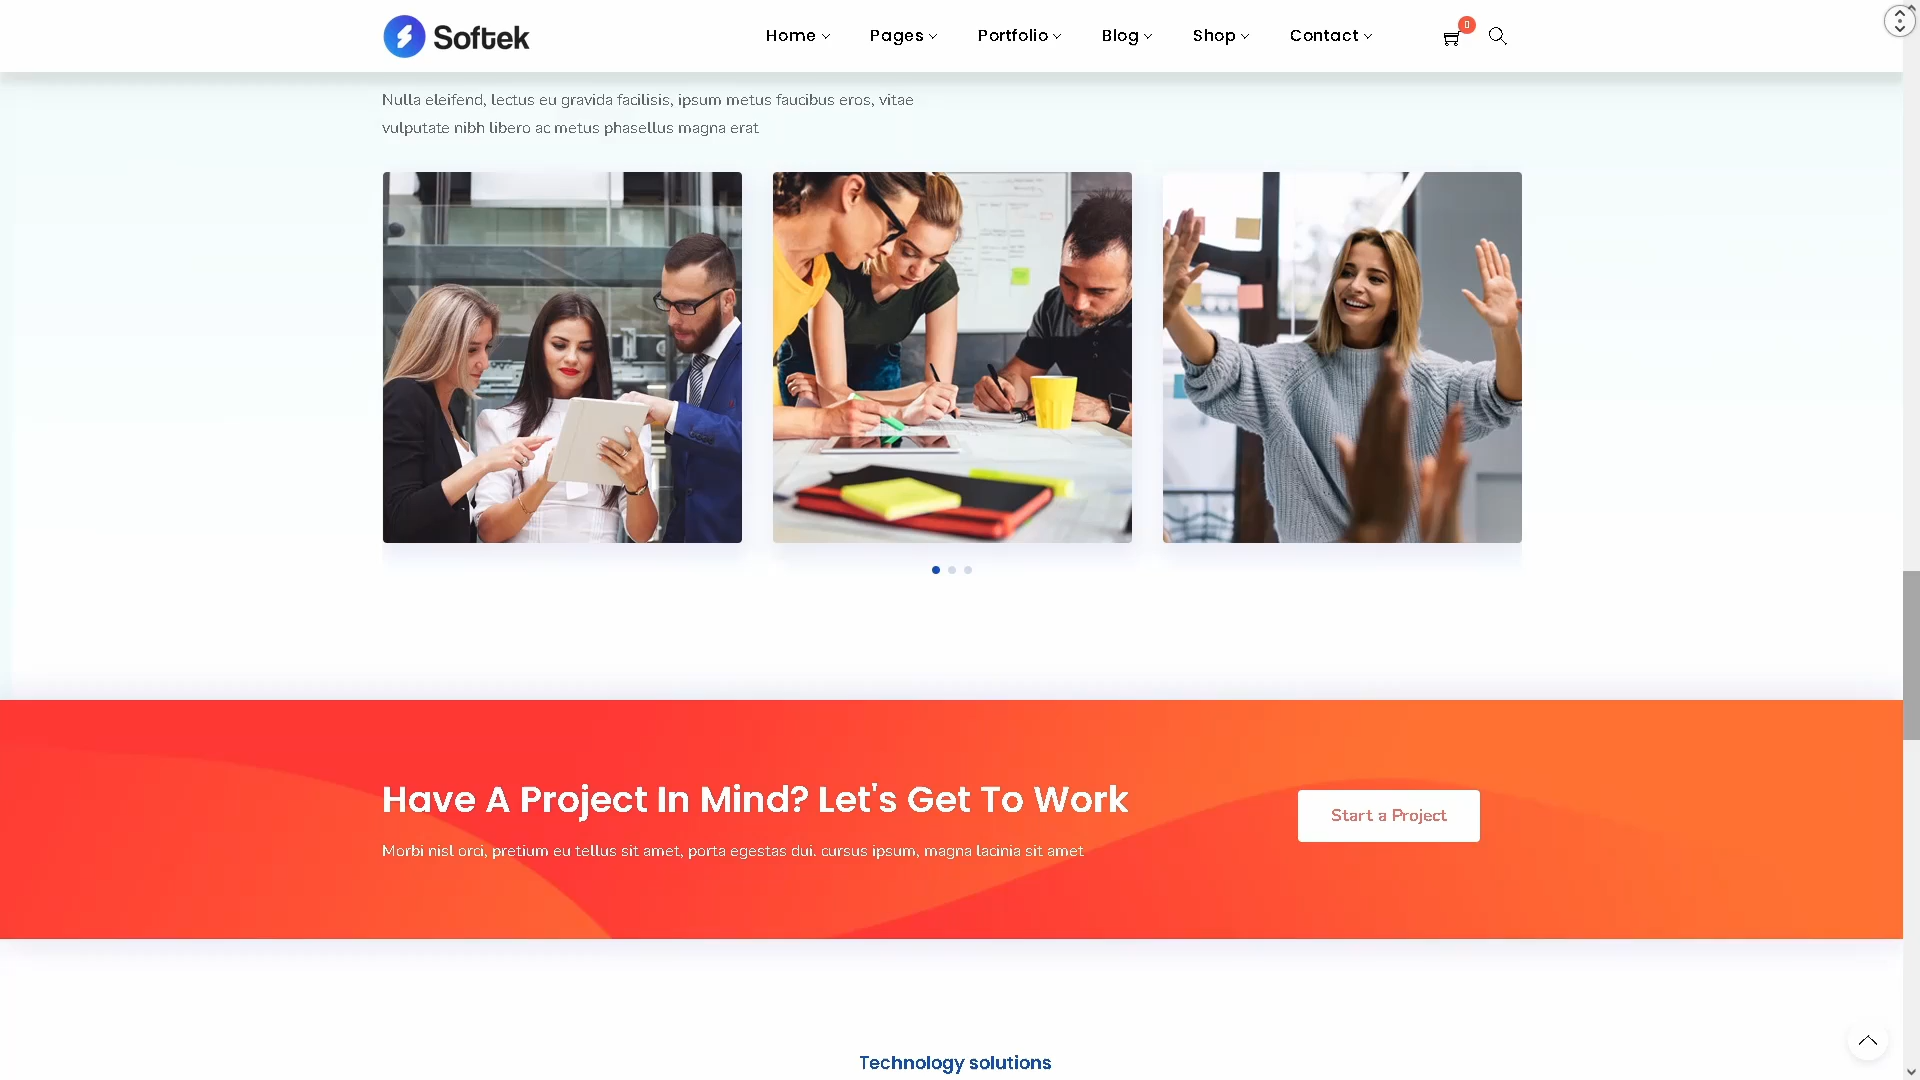 Softek
Home Pages Portfolio Blog Shop Contact 0
Nulla eleifend, lectus eu gravida facilisis, ipsum metus faucibus eros, vitae
vulputate nibh libero ac metus phasellus magna erat
Have A Project In Mind? Let's Get To Work
Start a Project
Morbi nisl orci, pretium eu tellus sit amet, porta egestas dui. cursus ipsum, magna lacinia sit amet
Technology solutions